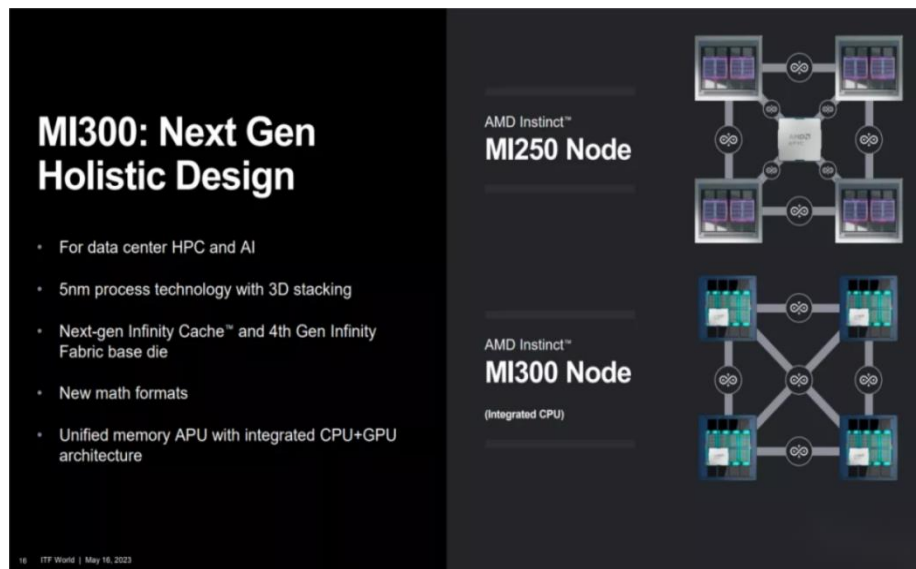 MI300: Next Gen
Holistic Design
• For data center HPC and AI
• 5nm process technology with 3D stacking
• Next-gen Infinity Cache™ and 4th Gen Infinity
Fabric base die
• New math formats
• Unified memory APU with integrated CPU+GPU
architecture
16 ITF World | May 16, 2023
AMD Instinct™
MI250 Node
AMD
AMD Instinct™
MI300 Node
(Integrated CPU)